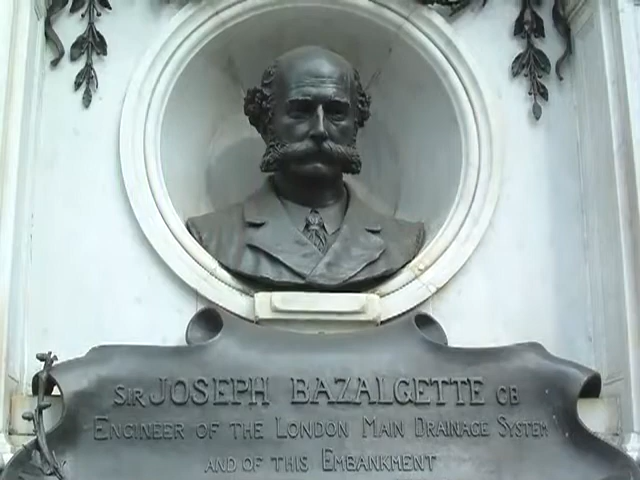 SIR JOSEPH BAZALGETTE CB
ENGINEER OF THE LONDON MAIN DRAINAGE SYSTEM
AND OF THIS EMBANKMENT